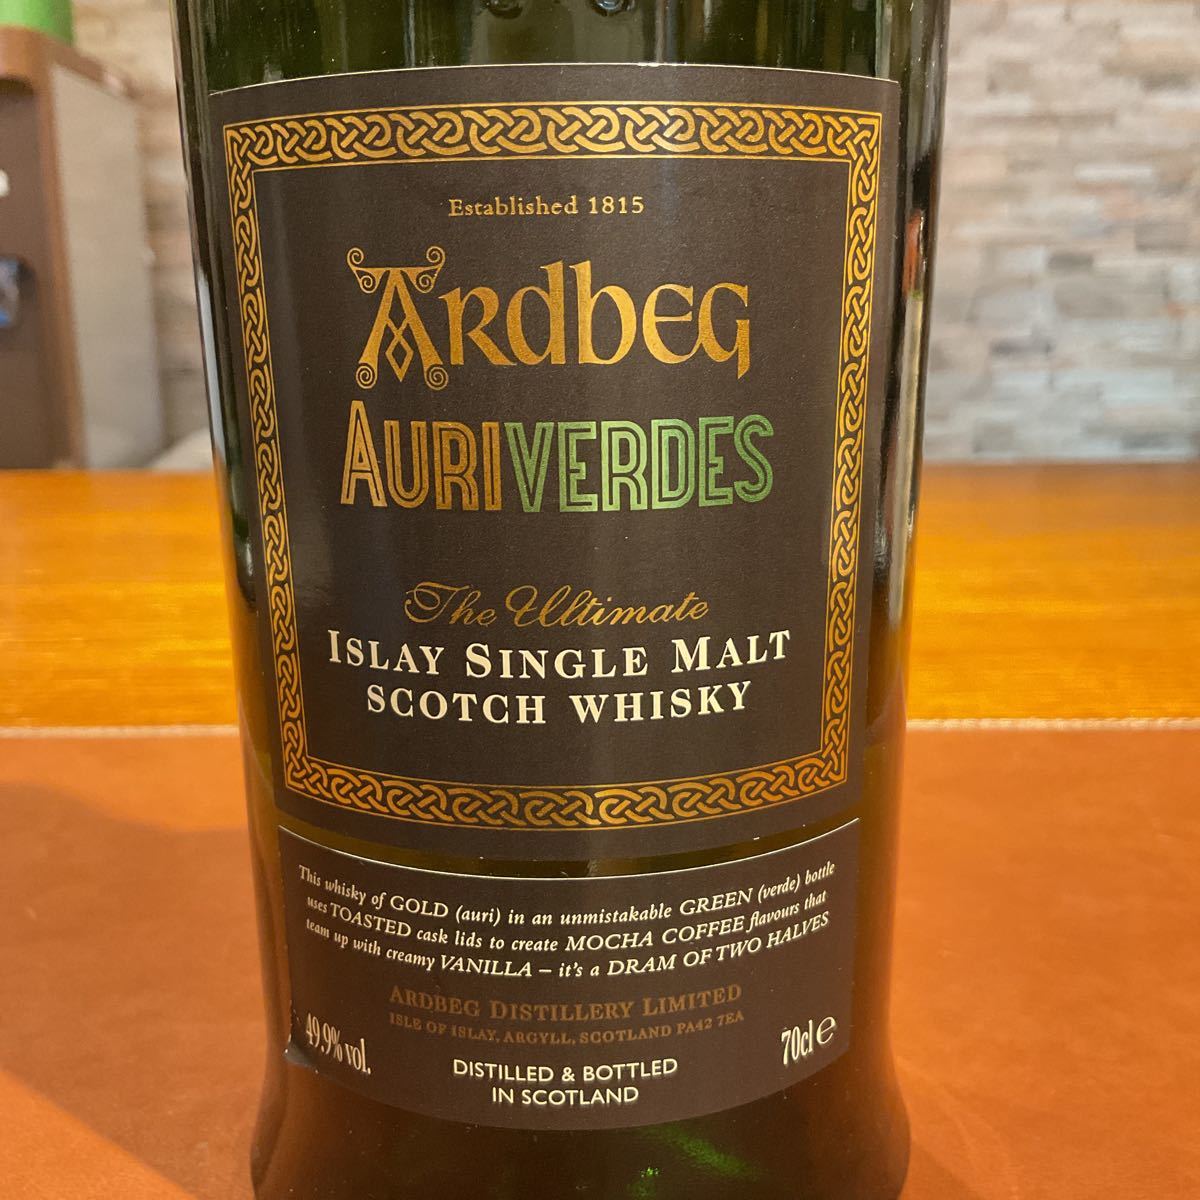 Established 1815
ARDBEG
AURIVERDES
The Ultimate
ISLAY SINGLE MALT
SCOTCH WHISKY
This whisky of GOLD (auri) in an unmistakable GREEN (verde) bottle
uses TOASTED cask lids to create MOCHA COFFEE flavours that
team up with creamy VANILLA – it's a DRAM OF TWO HALVES
ARDBEG DISTILLERY LIMITED
ISLE OF ISLAY, ARGYLL, SCOTLAND PA42 7EA
49.9% vol.
70cl e
DISTILLED & BOTTLED
IN SCOTLAND